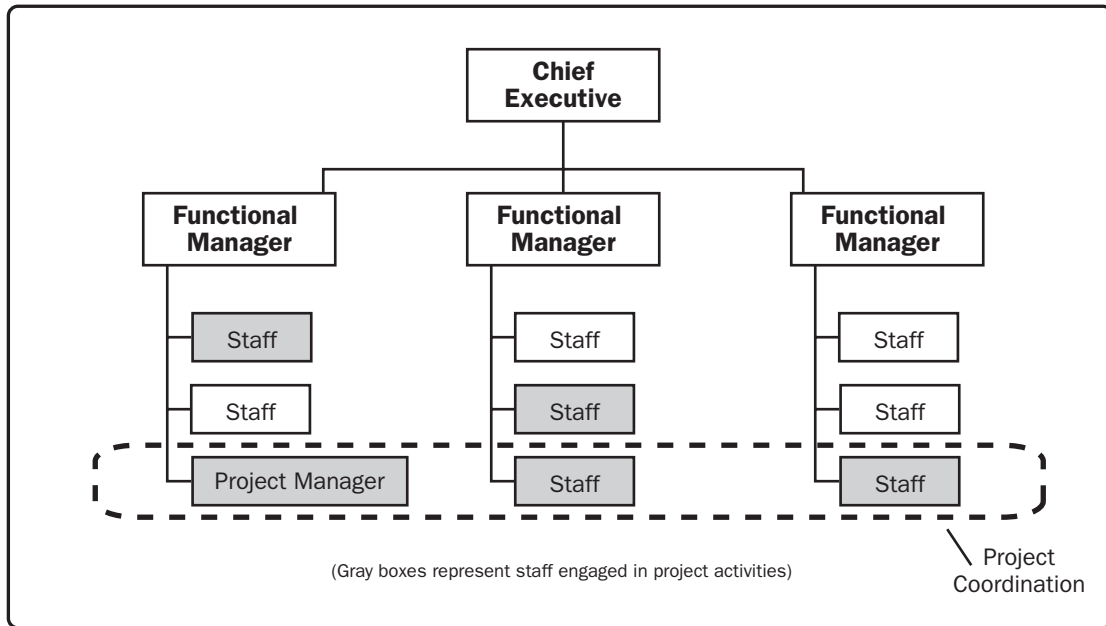 Chief
Executive
Functional
Manager
Functional
Manager
Functional
Manager
Staff
Staff
Staff
Staff
Staff
Staff
Project Manager
Staff
Staff
(Gray boxes represent staff engaged in project activities)
Project
Coordination